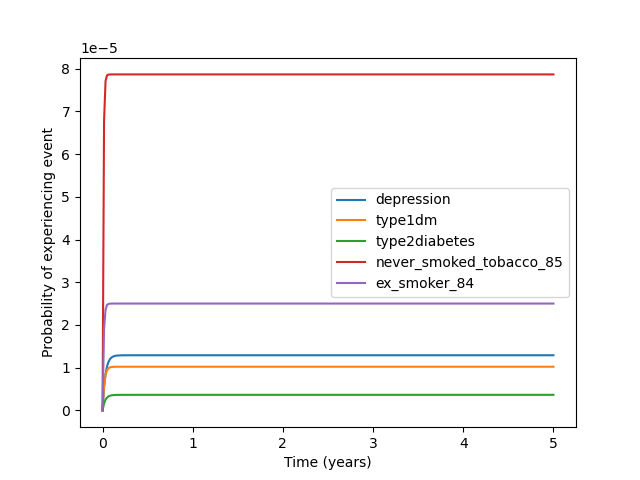 1e−5
8
7
6
5
4
3
2
1
0
Probability of experiencing event
depression
type1dm
type2diabetes
never_smoked_tobacco_85
ex_smoker_84
0 1 2 3 4 5
Time (years)